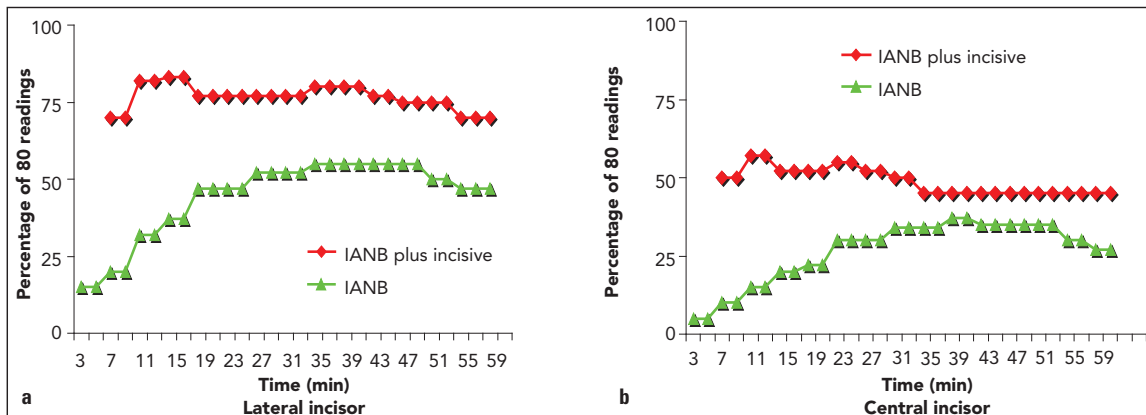 100
75
50
25
0
Percentage of 80 readings
IANB plus incisive
IANB
3 7 11 15 19 23 27 31 35 39 43 47 51 55 59
Time (min)
a
Lateral incisor
100
75
50
25
0
Percentage of 80 readings
IANB plus incisive
IANB
3 7 11 15 19 23 27 31 35 39 43 47 51 55 59
Time (min)
b
Central incisor